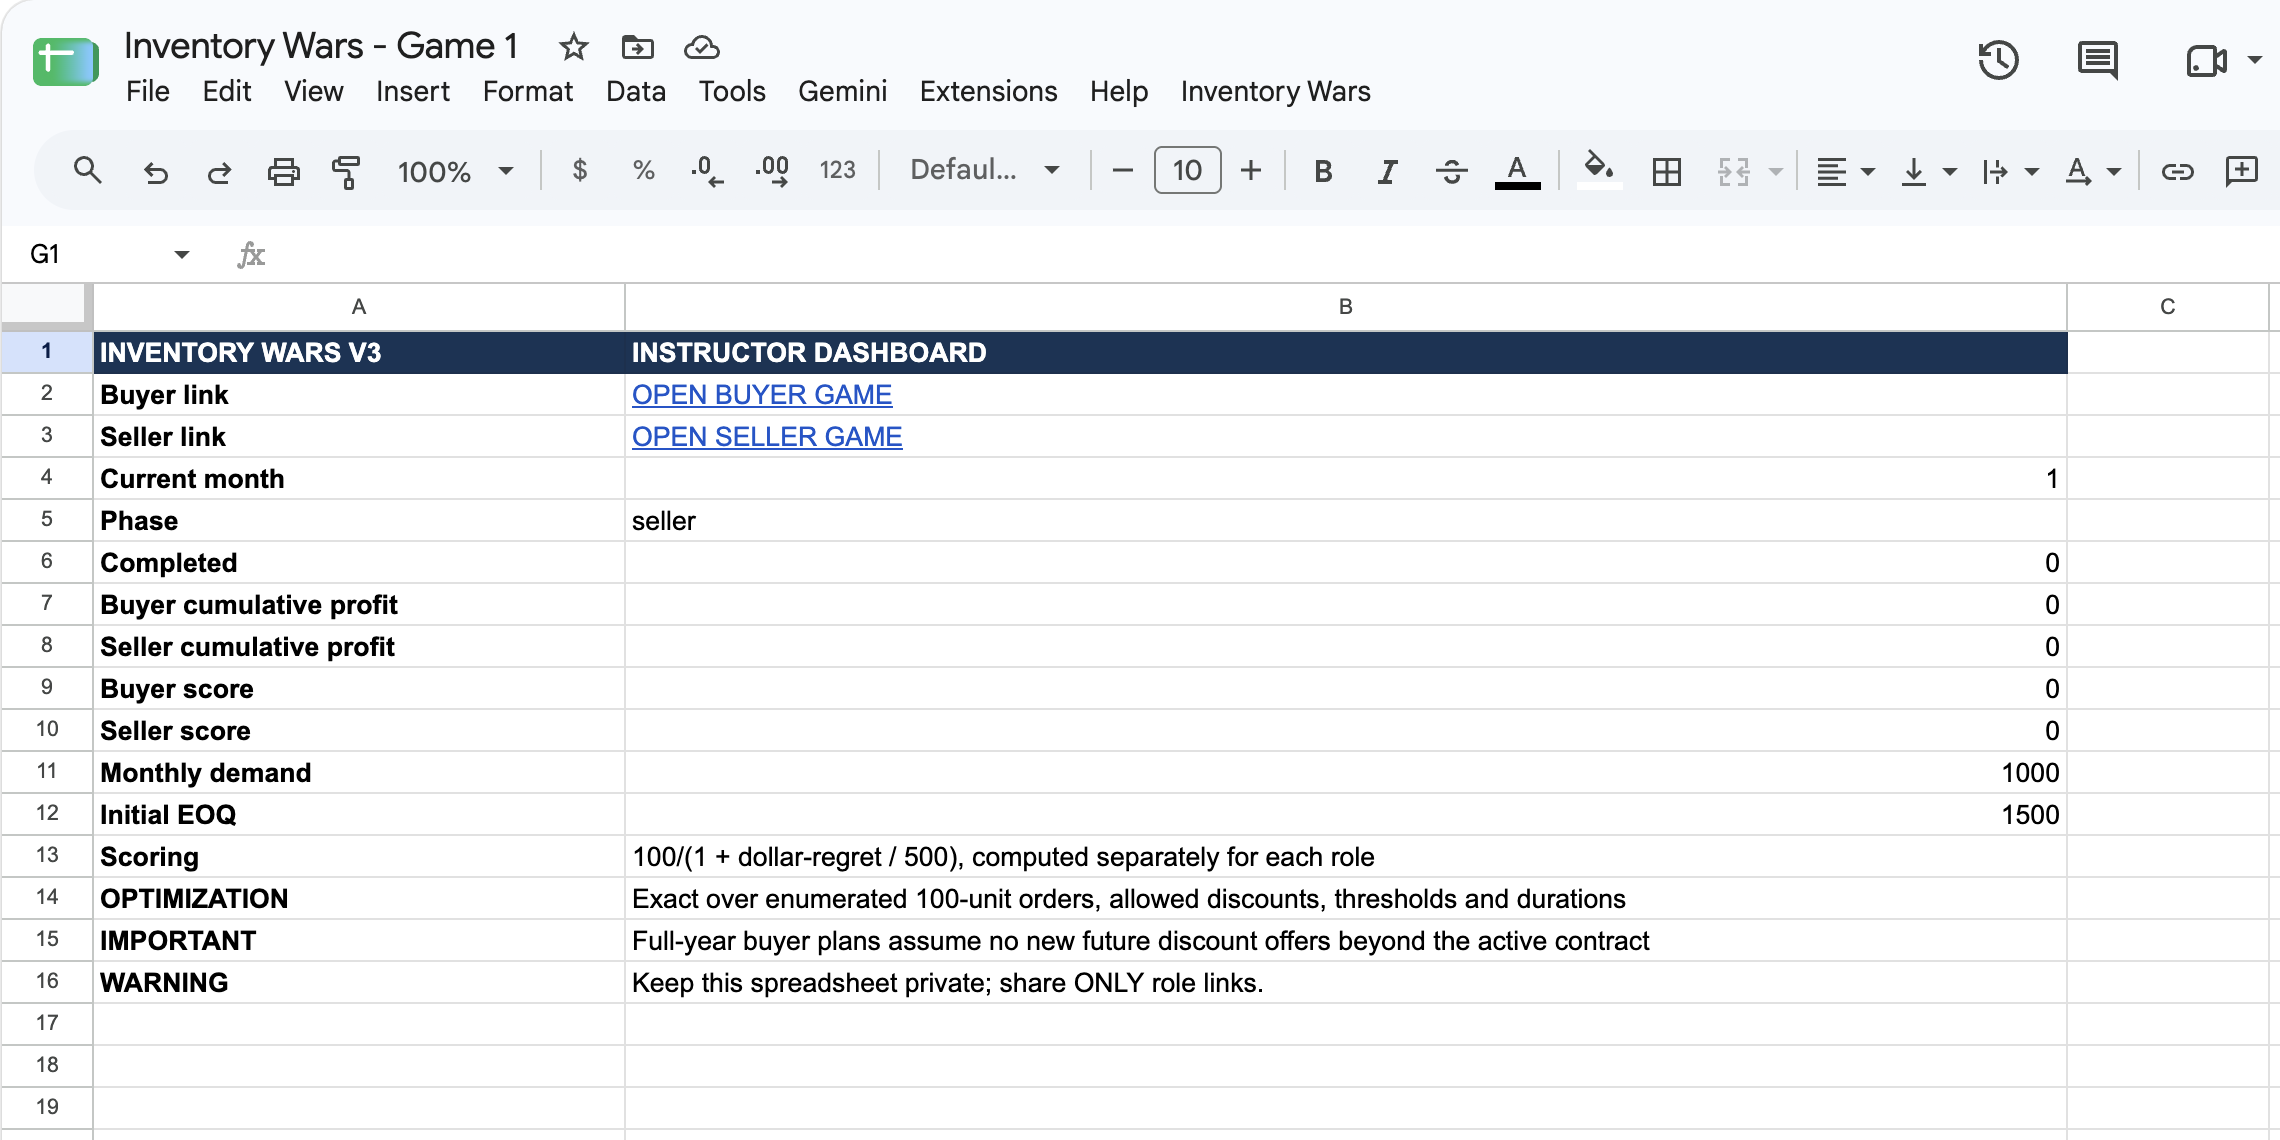 Inventory Wars - Game 1
File Edit View Insert Format Data Tools Gemini Extensions Help Inventory Wars
100% $ % .0 .00 123 Defaul... 10 B I A A
G1 fx
A B C
1 INVENTORY WARS V3 INSTRUCTOR DASHBOARD
2 Buyer link OPEN BUYER GAME
3 Seller link OPEN SELLER GAME
4 Current month 1
5 Phase seller
6 Completed 0
7 Buyer cumulative profit 0
8 Seller cumulative profit 0
9 Buyer score 0
10 Seller score 0
11 Monthly demand 1000
12 Initial EOQ 1500
13 Scoring 100/(1 + dollar-regret / 500), computed separately for each role
14 OPTIMIZATION Exact over enumerated 100-unit orders, allowed discounts, thresholds and durations
15 IMPORTANT Full-year buyer plans assume no new future discount offers beyond the active contract
16 WARNING Keep this spreadsheet private; share ONLY role links.
17
18
19